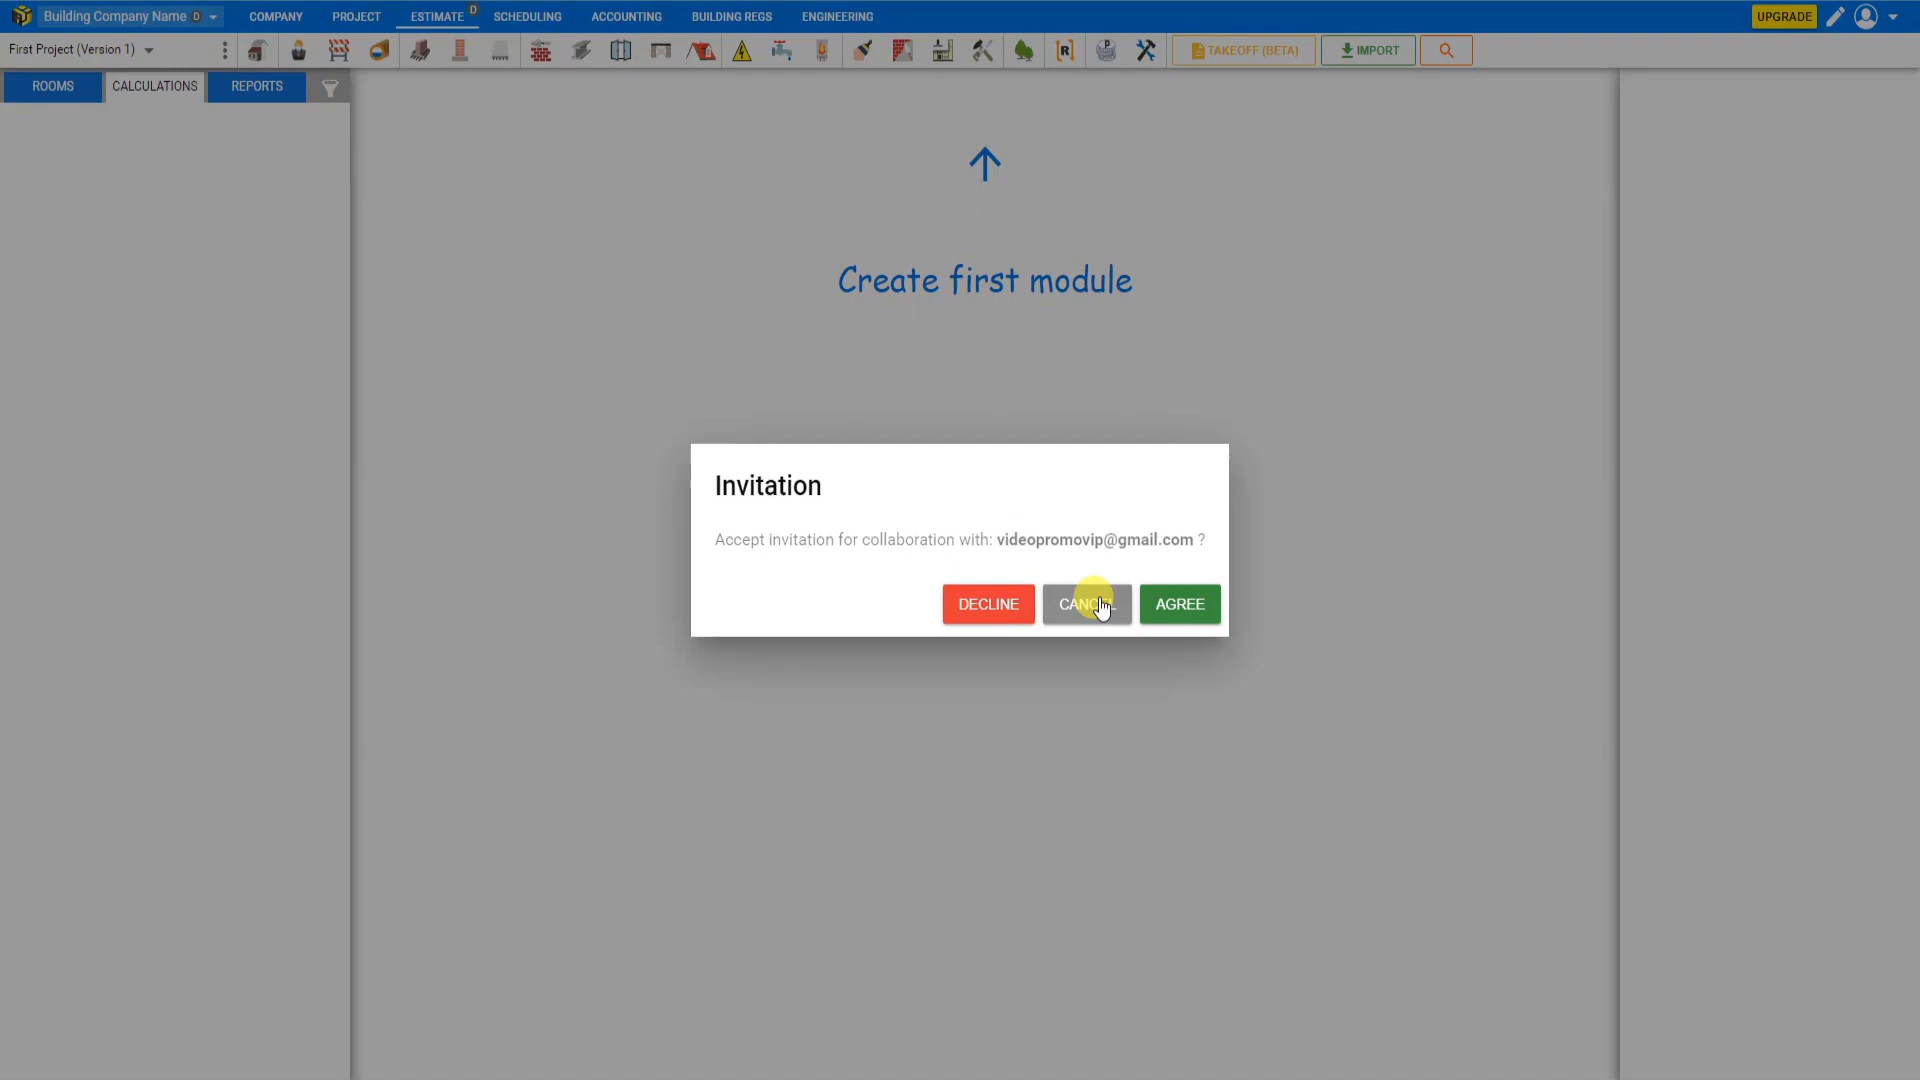 Building Company Name D
COMPANY
PROJECT
ESTIMATE D
SCHEDULING
ACCOUNTING
BUILDING REGS
ENGINEERING
UPGRADE
First Project (Version 1)
TAKEOFF (BETA)
IMPORT
ROOMS
CALCULATIONS
REPORTS
Create first module
Invitation
Accept invitation for collaboration with: videopromovip@gmail.com ?
DECLINE
CANCEL
AGREE